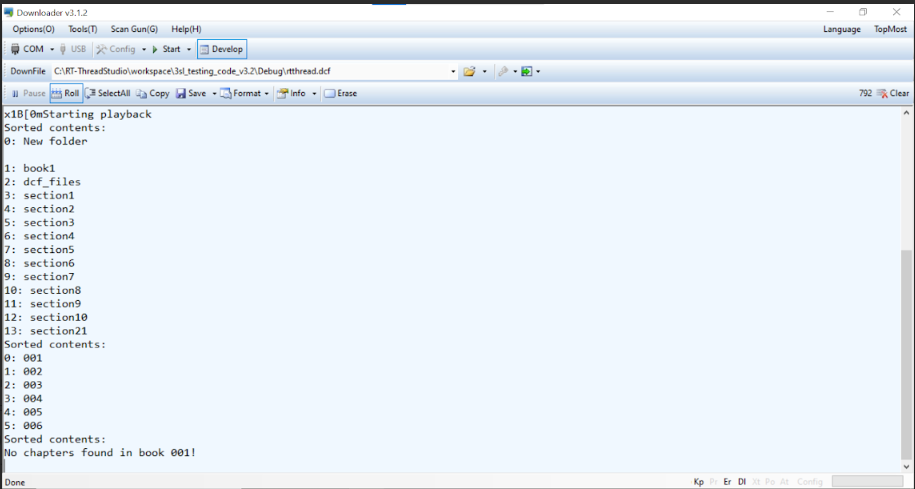 Downloader v3.1.2
Options(O) Tools(T) Scan Gun(G) Help(H) Language TopMost
COM USB Config Start Develop
DownFile C:\RT-ThreadStudio\workspace\3sl_testing_code_v3.2\Debug\rtthread.dcf
Pause Roll SelectAll Copy Save Format Info Erase 792 Clear
x1B[0mStarting playback
Sorted contents:
0: New folder
1: book1
2: dcf_files
3: section1
4: section2
5: section3
6: section4
7: section5
8: section6
9: section7
10: section8
11: section9
12: section10
13: section21
Sorted contents:
0: 001
1: 002
2: 003
3: 004
4: 005
5: 006
Sorted contents:
No chapters found in book 001!
Done Kp Pr Er Dl Xt Po At Config